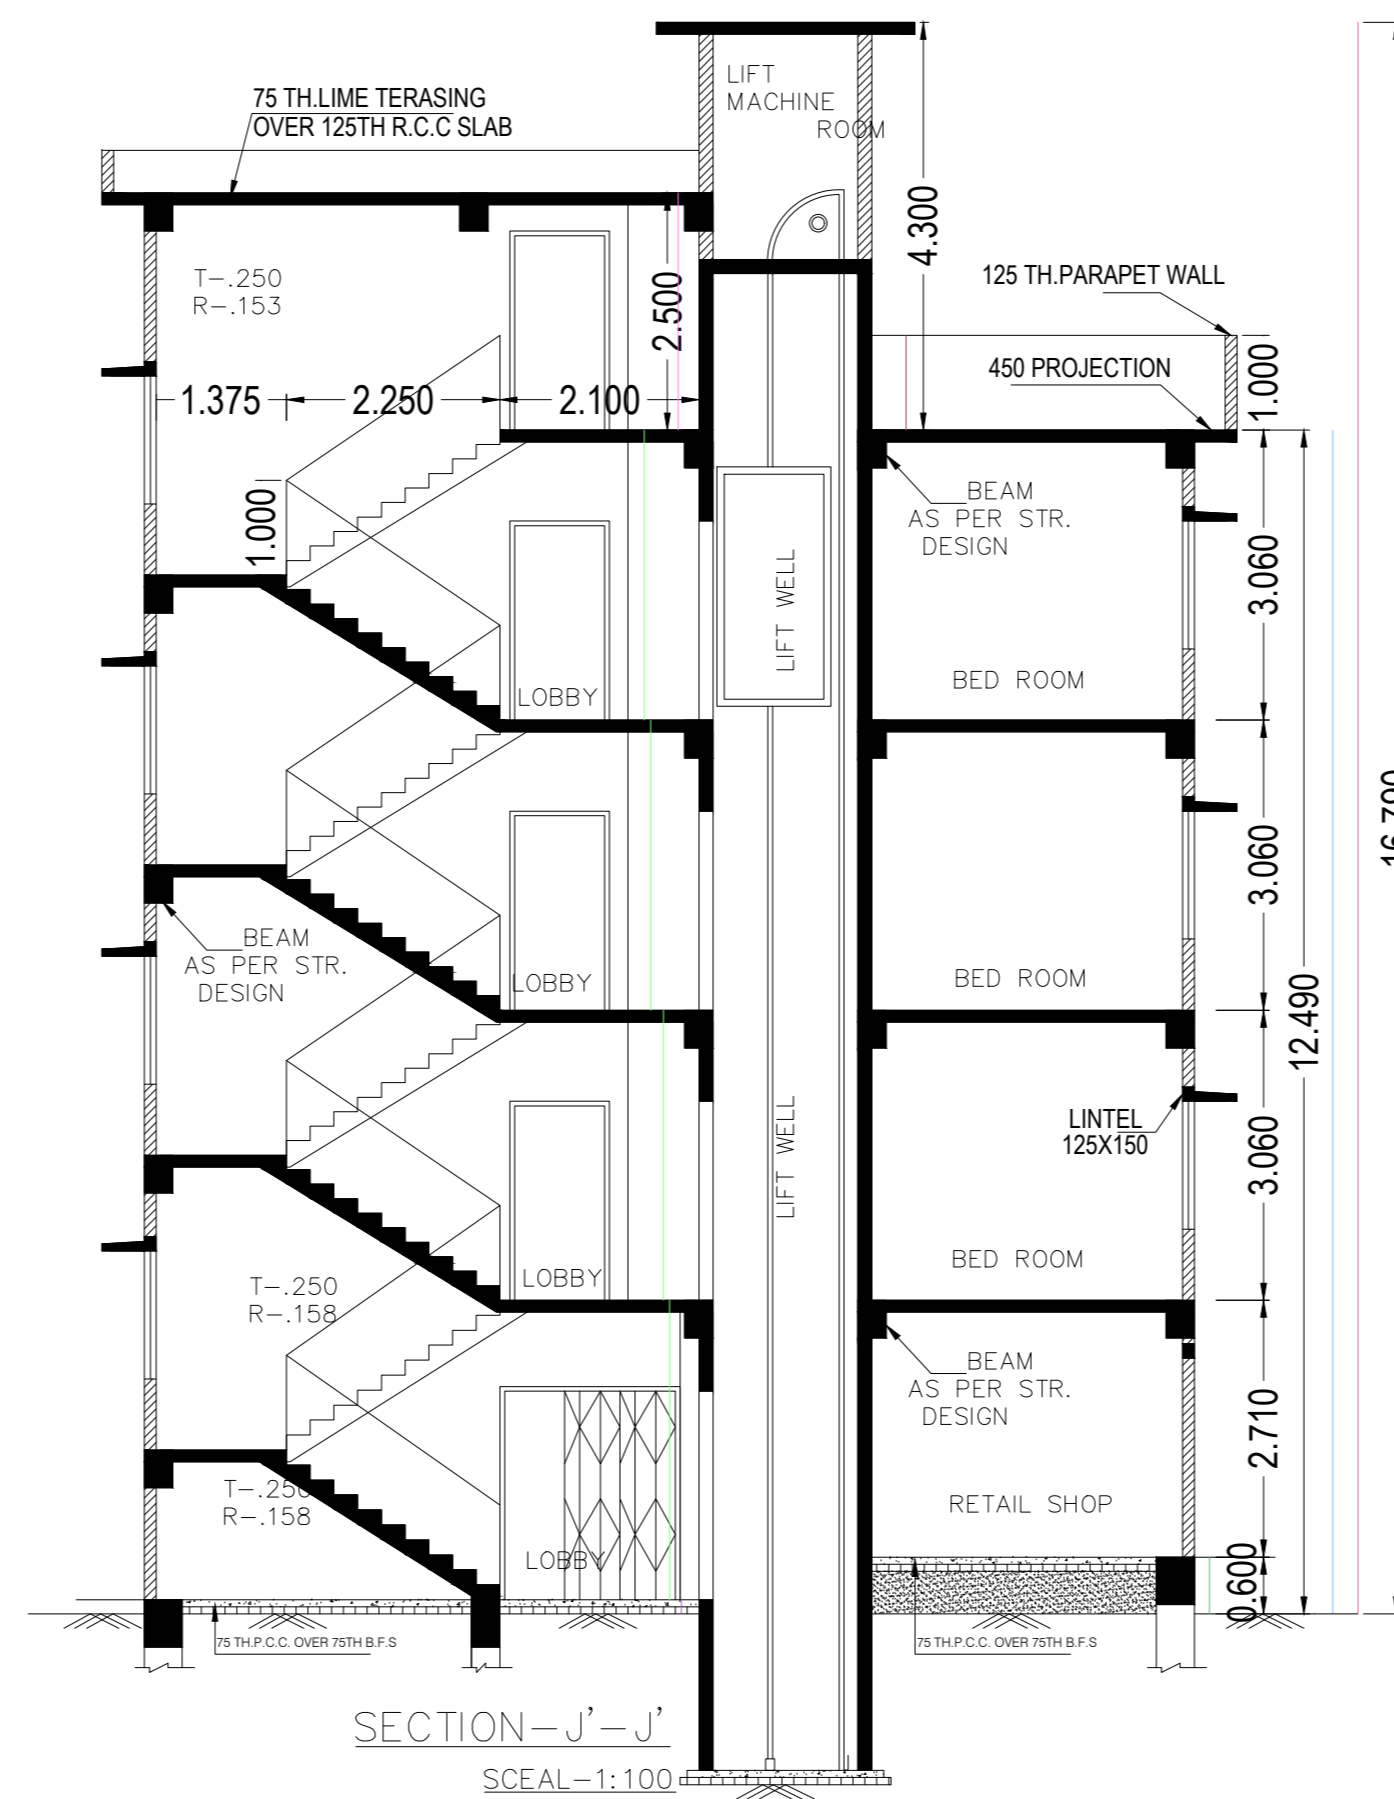 LIFT
MACHINE
ROOM
75 TH.LIME TERASING
OVER 125TH R.C.C SLAB
4.300
T-.250
R-.153
2.500
125 TH.PARAPET WALL
450 PROJECTION
1.000
1.375
2.250
2.100
1.000
BEAM
AS PER STR.
DESIGN
3.060
LIFT WELL
BED ROOM
LOBBY
16.790
3.060
BEAM
AS PER STR.
DESIGN
LOBBY
BED ROOM
12.490
LINTEL
125X150
3.060
LIFT WELL
BED ROOM
LOBBY
T-.250
R-.158
BEAM
AS PER STR.
DESIGN
2.710
T-.250
R-.158
RETAIL SHOP
LOBBY
0.600
75 TH.P.C.C. OVER 75TH B.F.S
75 TH.P.C.C. OVER 75TH B.F.S
SECTION-J'-J'
SCEAL-1:100